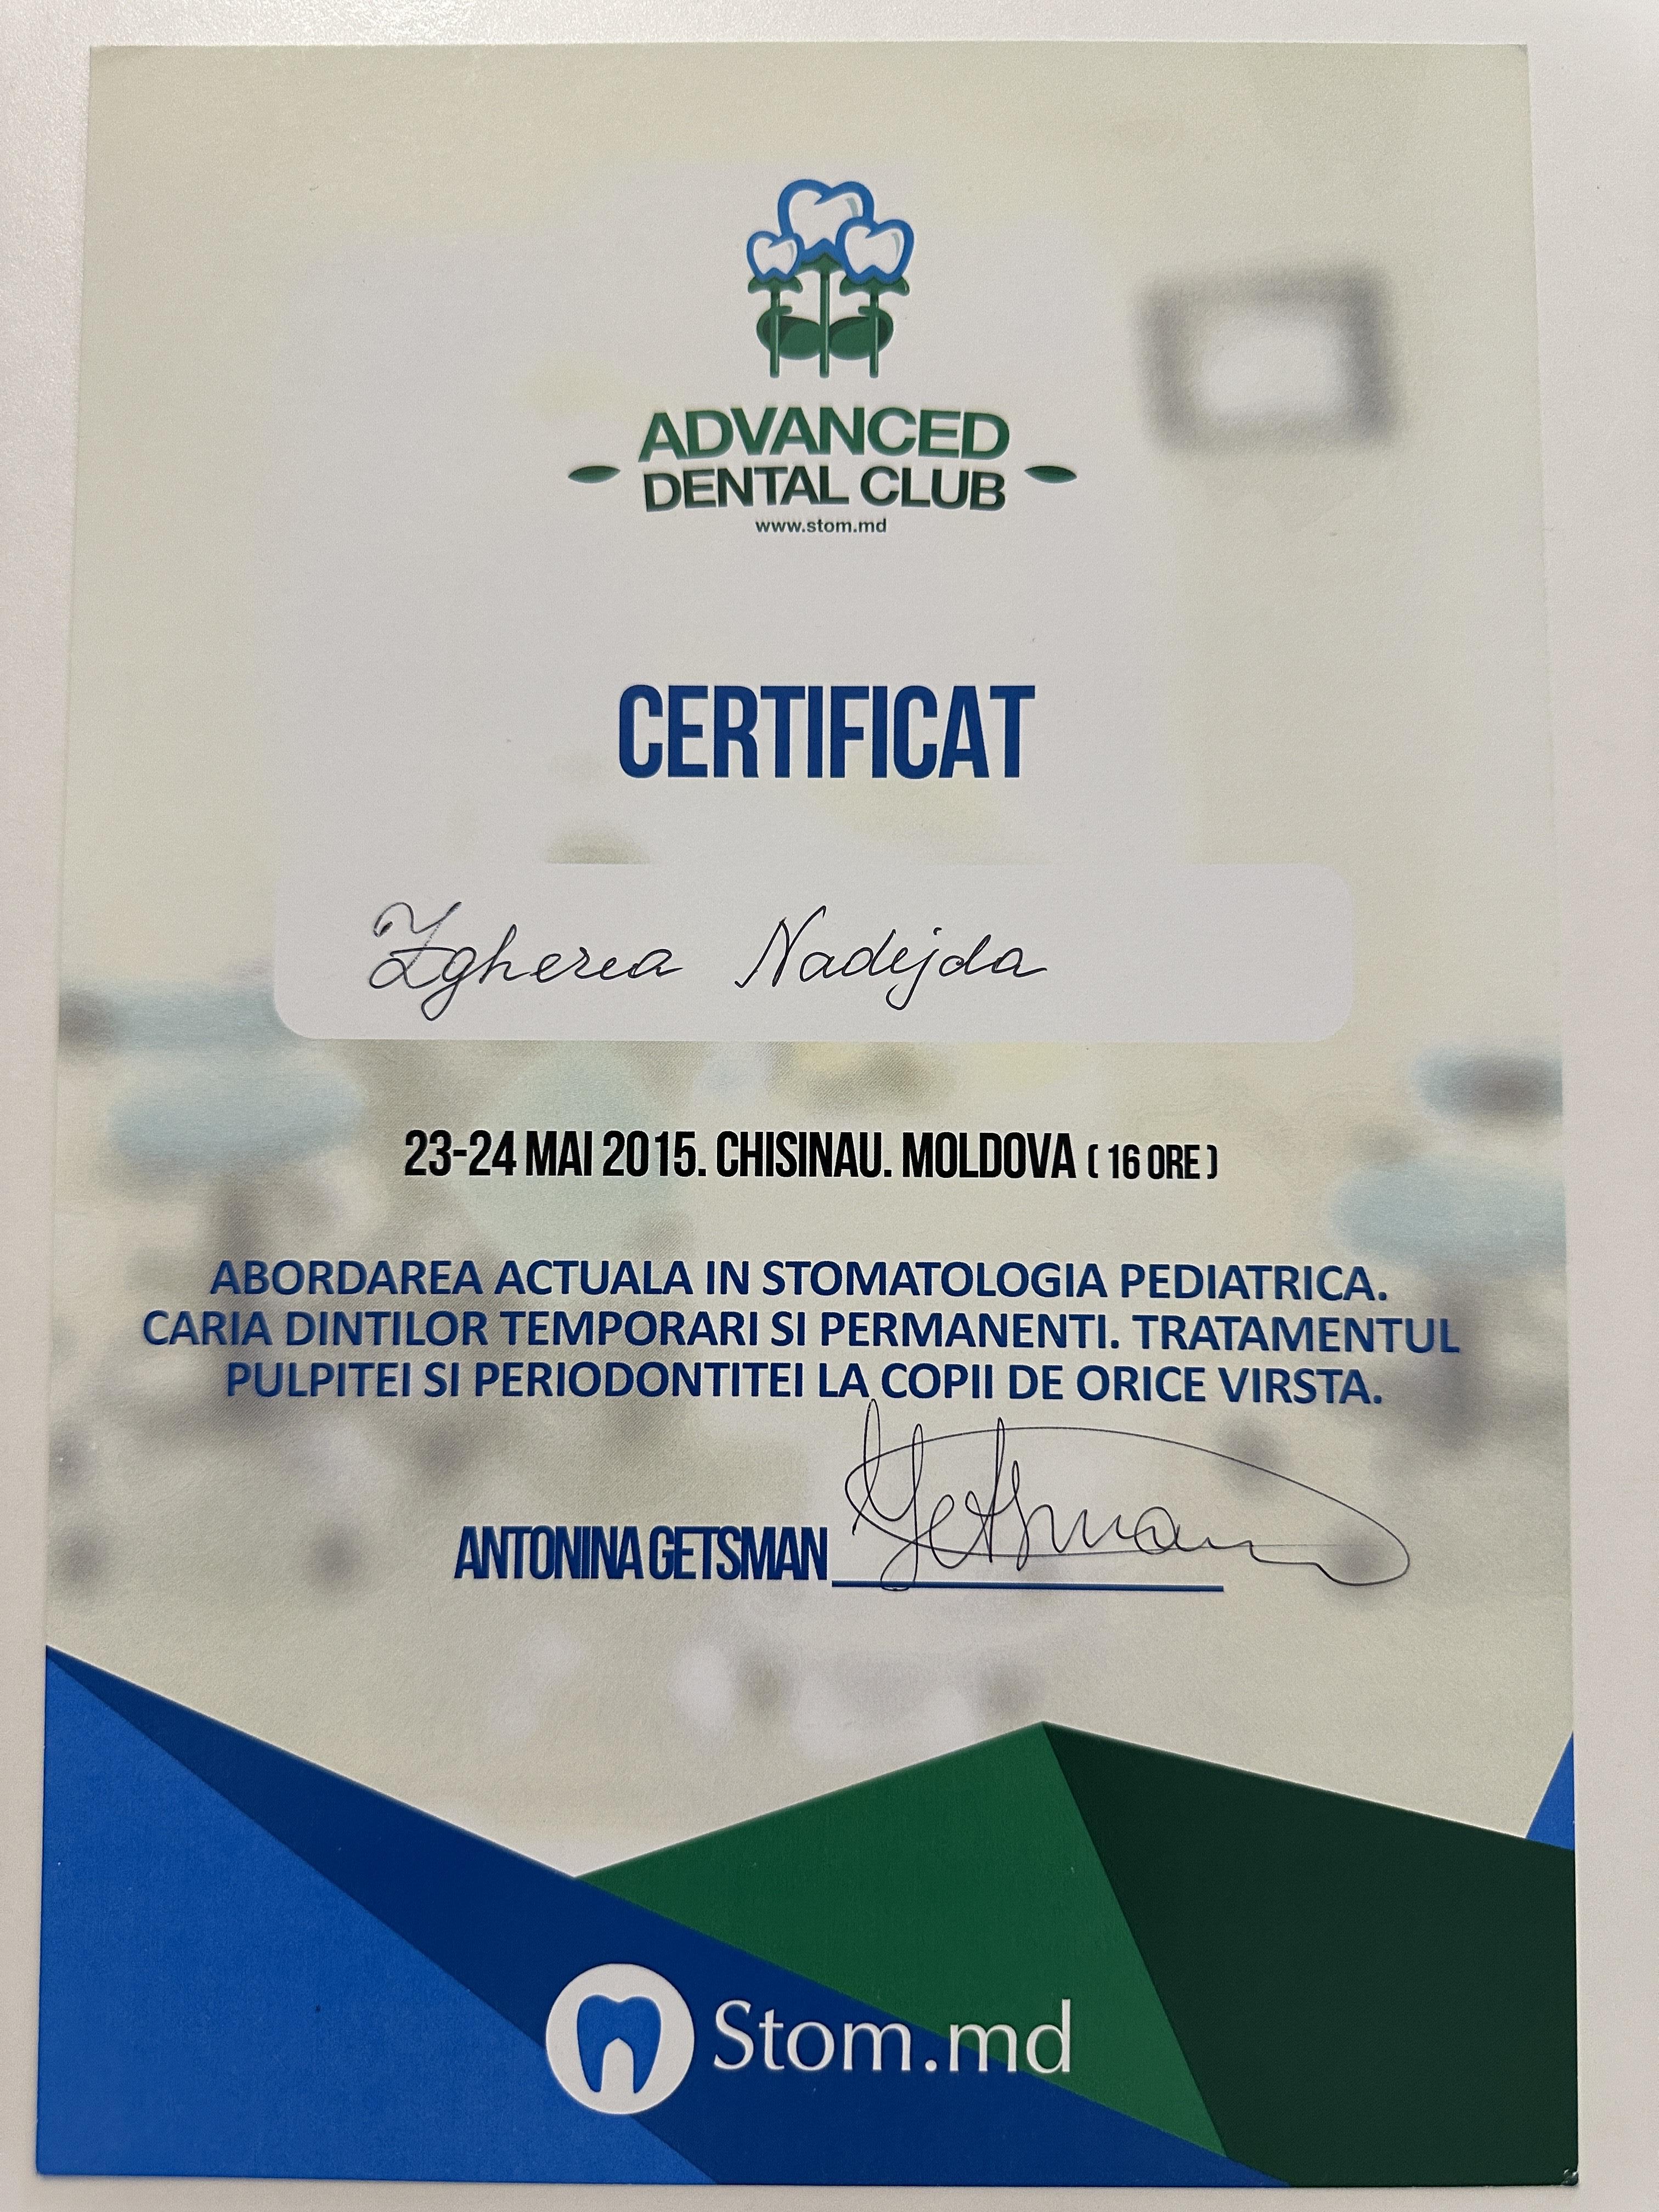 ADVANCED
DENTAL CLUB
www.stom.md
CERTIFICAT
Zgherea Nadejda
23-24 MAI 2015. CHISINAU. MOLDOVA ( 16 ORE )
ABORDAREA ACTUALA IN STOMATOLOGIA PEDIATRICA.
CARIA DINTILOR TEMPORARI SI PERMANENTI. TRATAMENTUL
PULPITEI SI PERIODONTITEI LA COPII DE ORICE VIRSTA.
ANTONINA GETSMAN Getsman
Stom.md